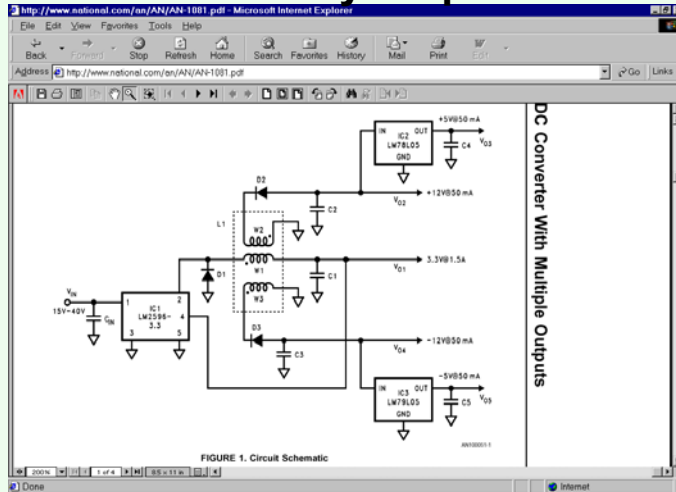 http://www.national.com/an/AN/AN-1081.pdf - Microsoft Internet Explorer
File Edit View Favorites Tools Help
Back Forward Stop Refresh Home Search Favorites History Mail Print Edit
Address http://www.national.com/an/AN/AN-1081.pdf Go Links
+5V@50 mA
IN OUT
IC2
LM78L05
GND
C4
VO3
D2
+12V@50 mA
VO2
C2
L1
W2
W1
3.3V@1.5A
VO1
D1
C1
W3
VIN
15V-40V
CIN
1 2
IC1
LM2596-
3.3
4
3 5
D3
-12V@50 mA
VO4
C3
-5V@50 mA
IN OUT
IC3
LM79L05
GND
C5
VO5
DC Converter With Multiple Outputs
FIGURE 1. Circuit Schematic
200% 1 of 4 8.5 x 11 in
Done Internet